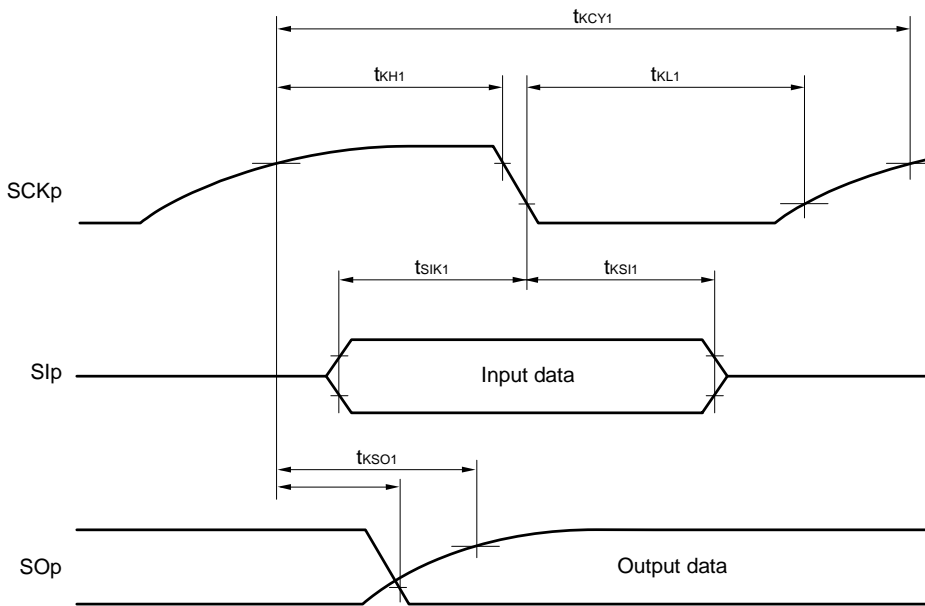 tKCY1
tKH1
tKL1
SCKp
tSIK1
tKSI1
SIp
Input data
tKSO1
SOp
Output data